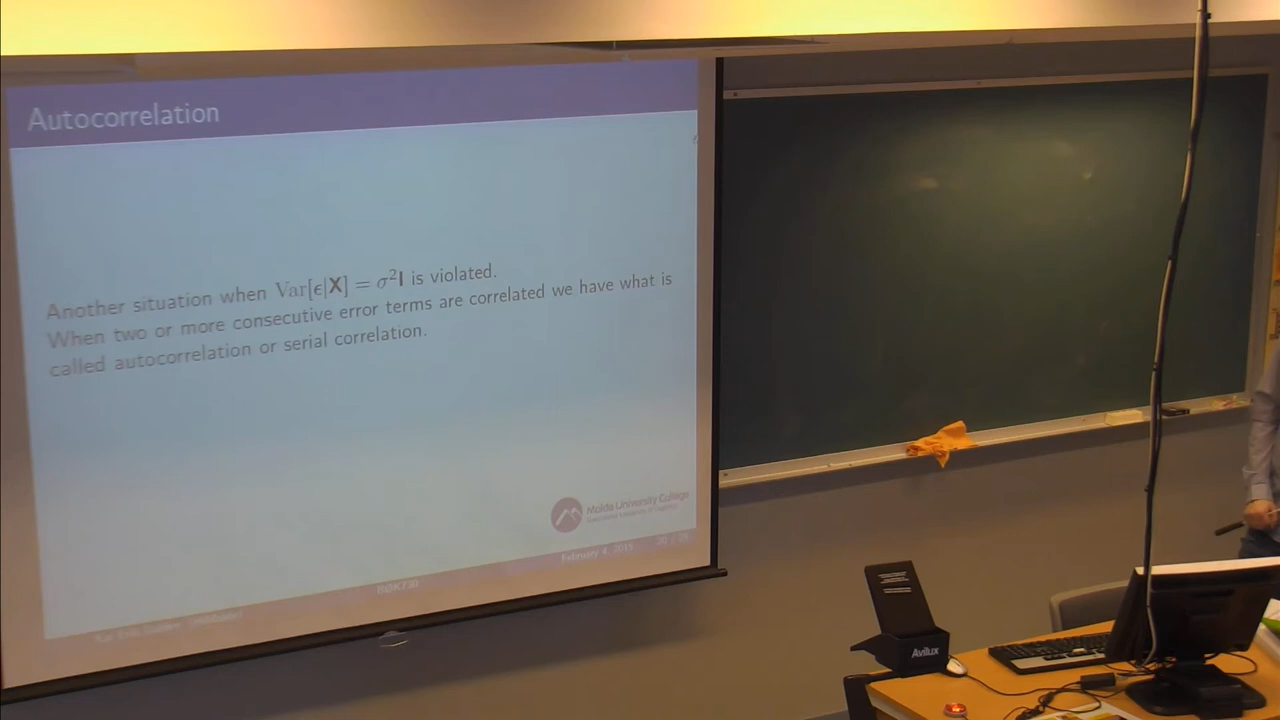 Autocorrelation
Another situation when Var[ϵ|X] = σ²I is violated.
When two or more consecutive error terms are correlated we have what is
called autocorrelation or serial correlation.
Molde University College
February 4, 2015
Avilux